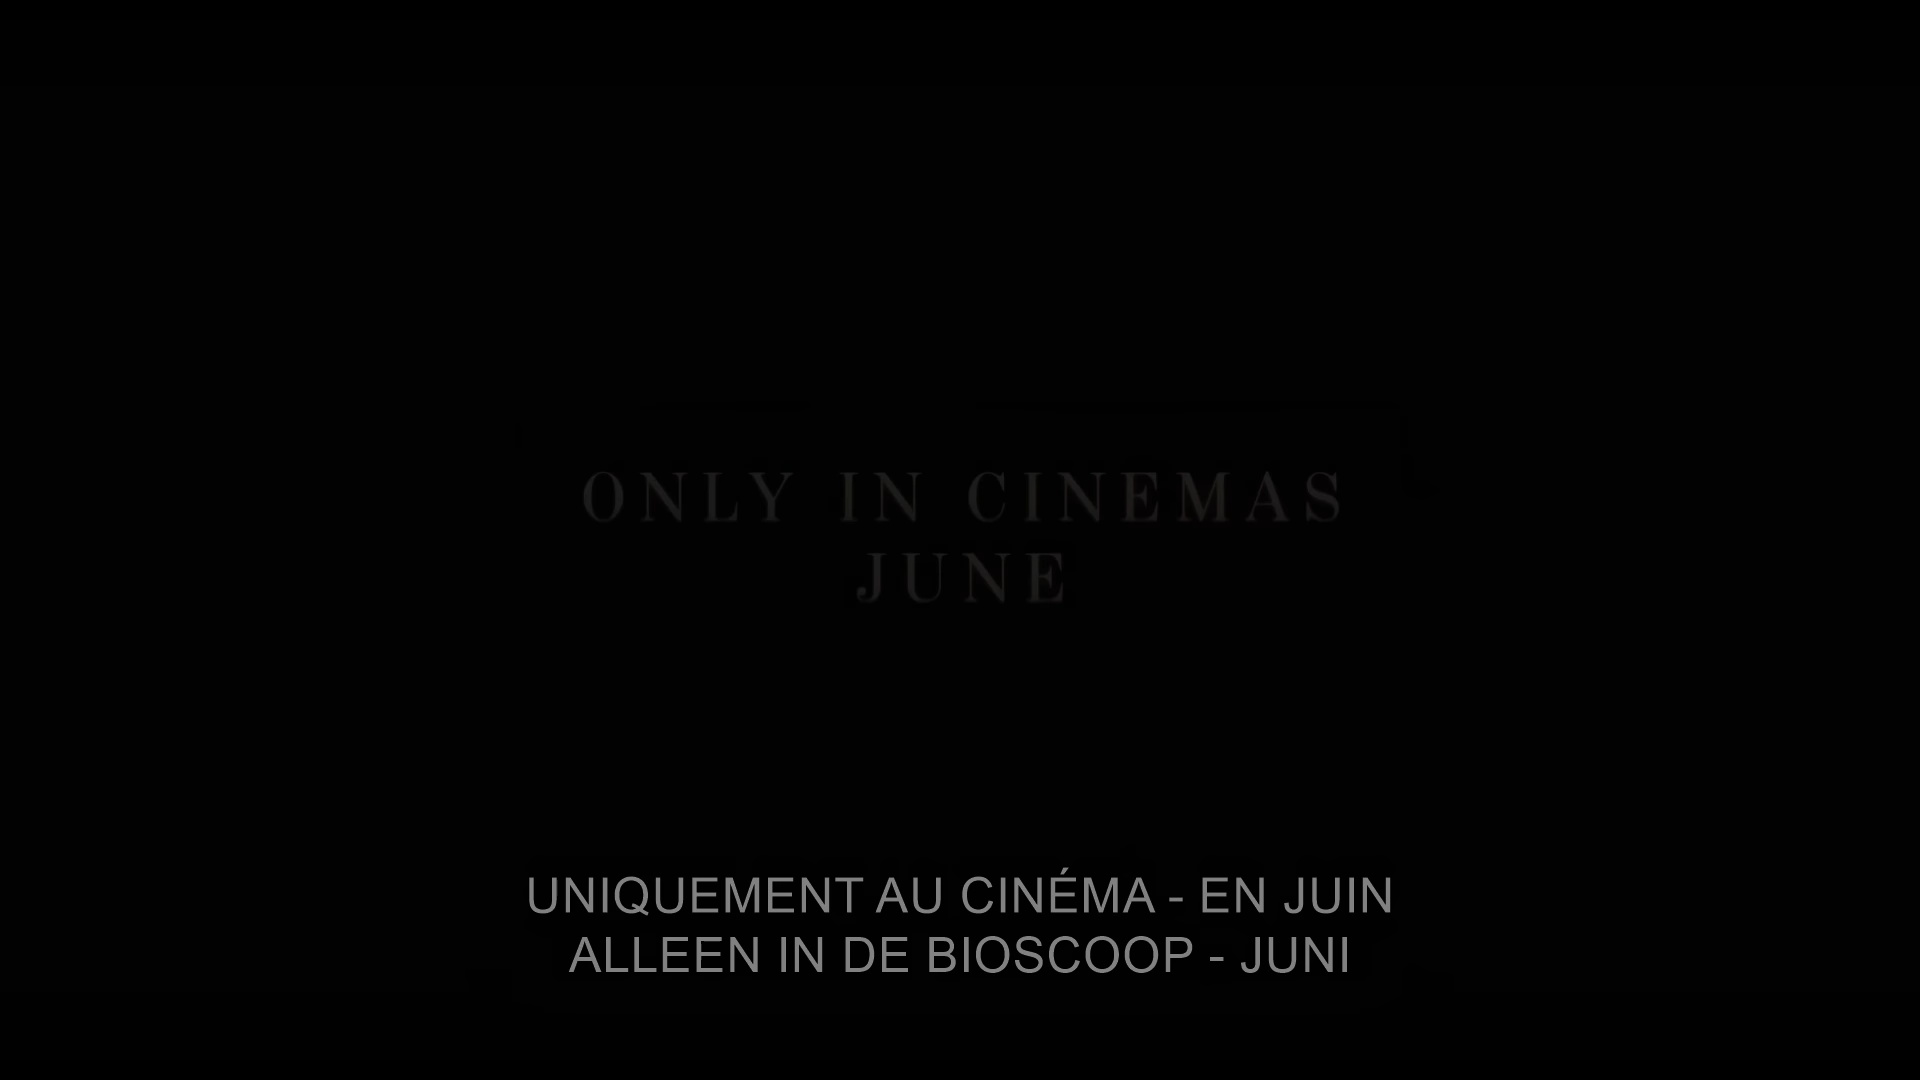 ONLY IN CINEMAS
JUNE
UNIQUEMENT AU CINÉMA - EN JUIN
ALLEEN IN DE BIOSCOOP - JUNI